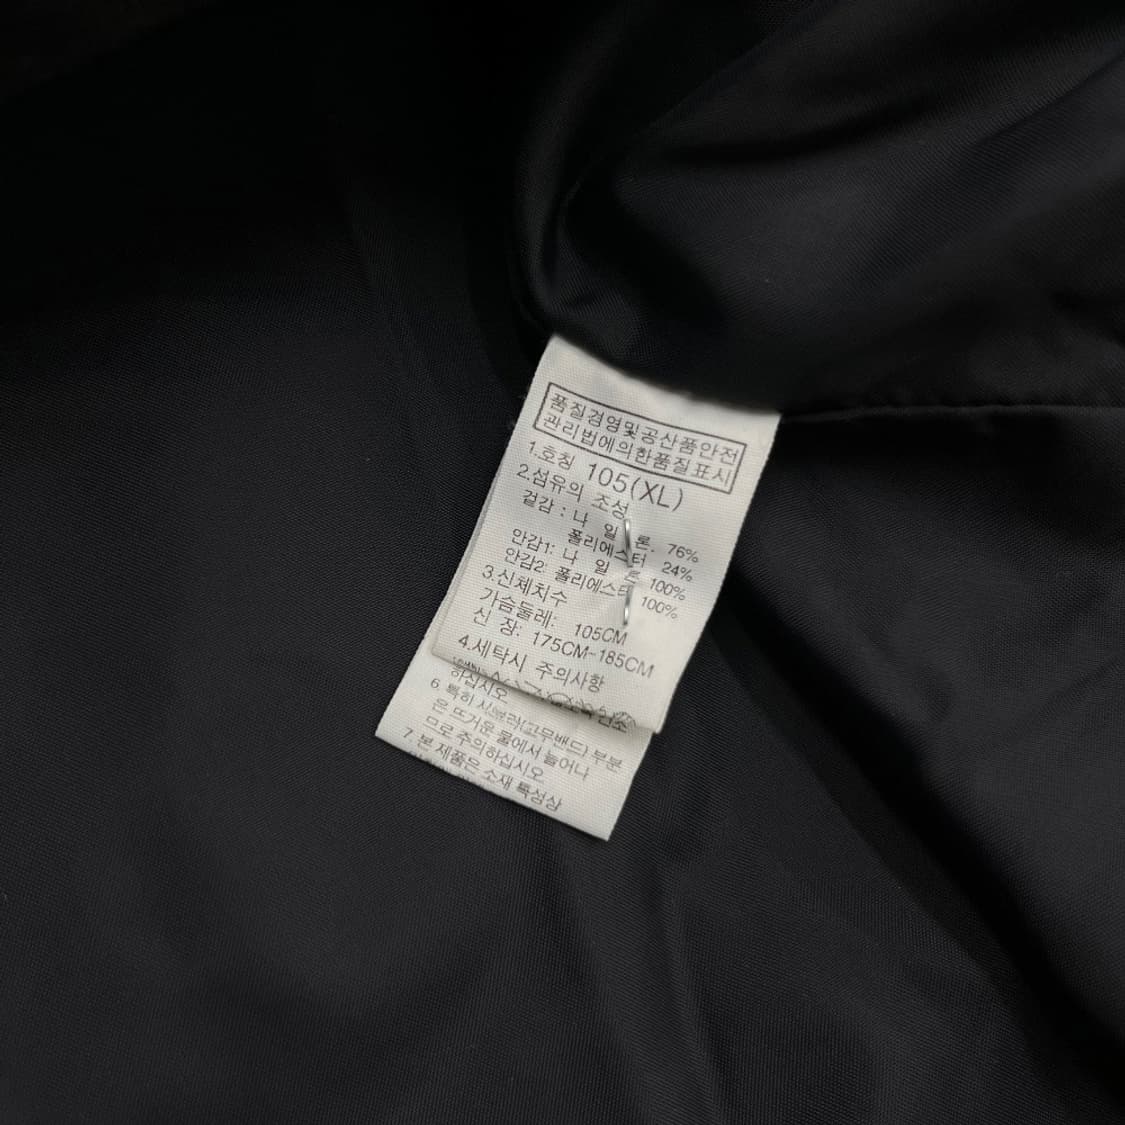 품질경영및공산품안전
관리법에의한품질표시
1.호칭 105(XL)
2.섬유의 조성
겉감 : 나 일 론. 76%
폴리에스터 24%
안감1: 나 일 론 100%
안감2: 폴리에스터 100%
3.신체치수
가슴둘레: 105CM
신 장: 175CM~185CM
4.세탁시 주의사항
하십시오
6. 특히 시보리(고무밴드) 부분
은 뜨거운 물에서 늘어나
므로 주의하십시오
7. 본 제품은 소재 특성상